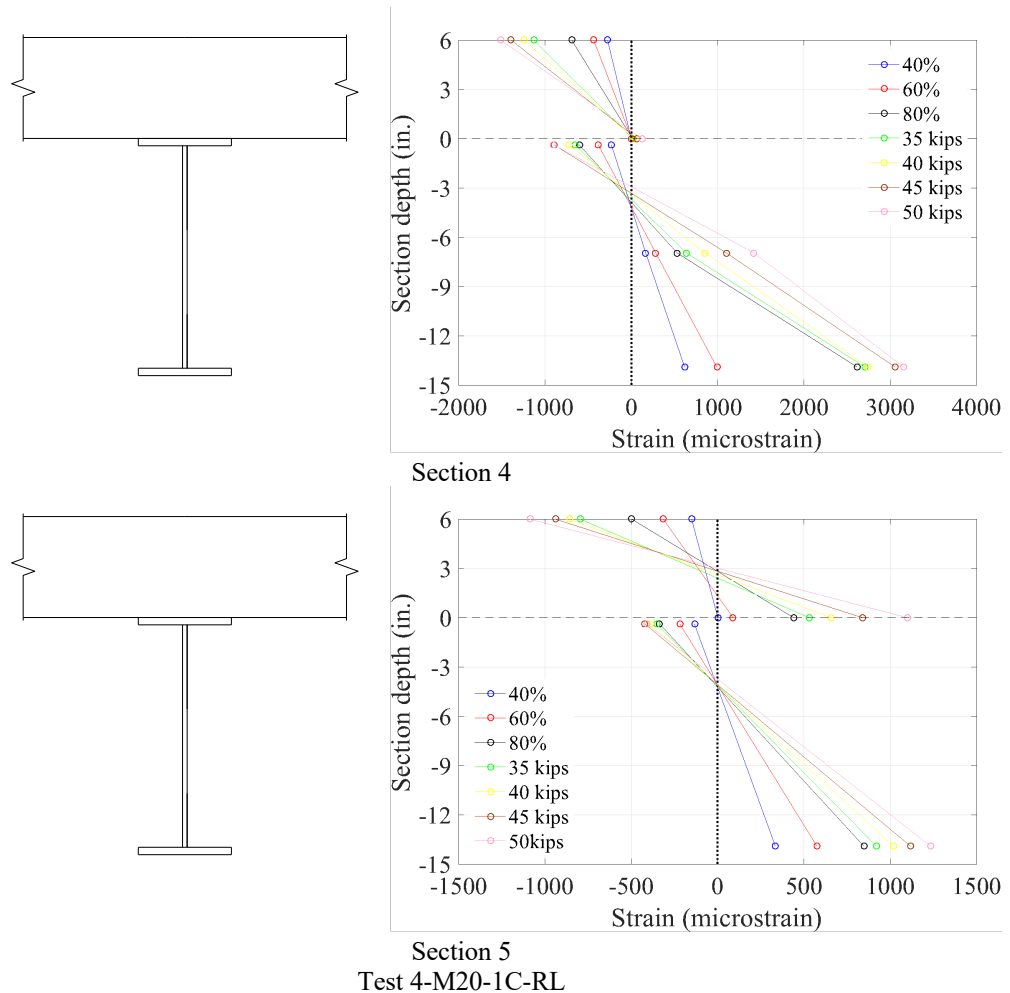 6
3
0
-3
-6
-9
-12
-15
Section depth (in.)
40%
60%
80%
35 kips
40 kips
45 kips
50 kips
-2000 -1000 0 1000 2000 3000 4000
Strain (microstrain)
Section 4
6
3
0
-3
-6
-9
-12
-15
Section depth (in.)
40%
60%
80%
35 kips
40 kips
45 kips
50kips
-1500 -1000 -500 0 500 1000 1500
Strain (microstrain)
Section 5
Test 4-M20-1C-RL